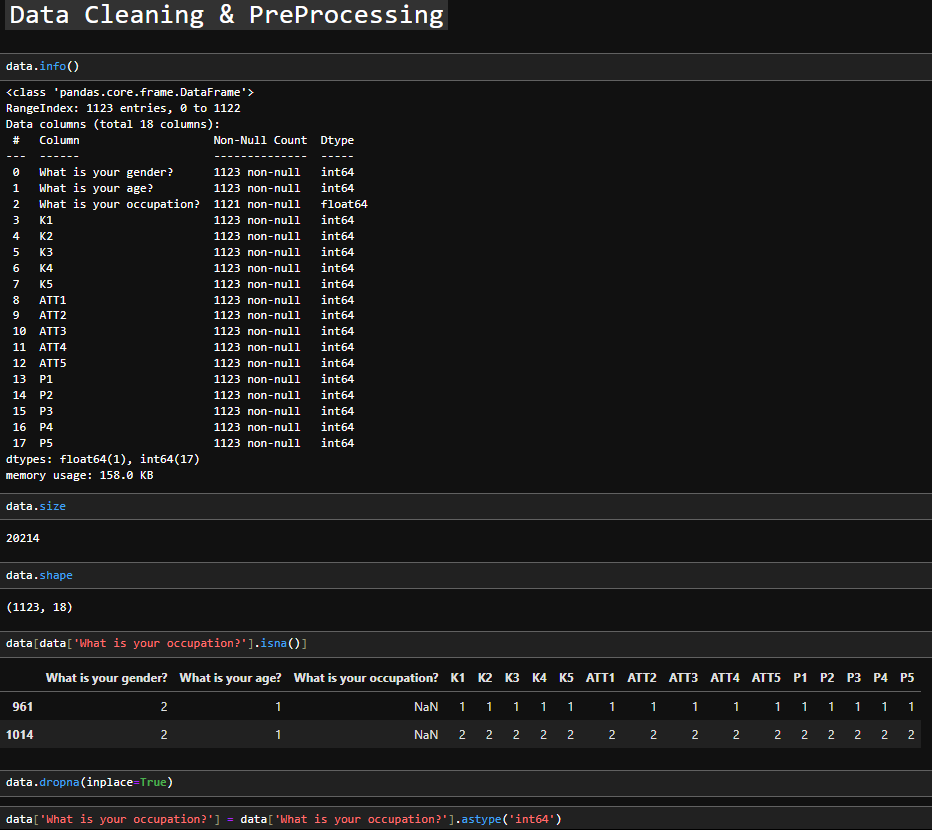 Data Cleaning & PreProcessing
data.info()
<class 'pandas.core.frame.DataFrame'>
RangeIndex: 1123 entries, 0 to 1122
Data columns (total 18 columns):
 #   Column                    Non-Null Count  Dtype
---  ------                    --------------  -----
 0   What is your gender?      1123 non-null   int64
 1   What is your age?         1123 non-null   int64
 2   What is your occupation?  1121 non-null   float64
 3   K1                        1123 non-null   int64
 4   K2                        1123 non-null   int64
 5   K3                        1123 non-null   int64
 6   K4                        1123 non-null   int64
 7   K5                        1123 non-null   int64
 8   ATT1                      1123 non-null   int64
 9   ATT2                      1123 non-null   int64
 10  ATT3                      1123 non-null   int64
 11  ATT4                      1123 non-null   int64
 12  ATT5                      1123 non-null   int64
 13  P1                        1123 non-null   int64
 14  P2                        1123 non-null   int64
 15  P3                        1123 non-null   int64
 16  P4                        1123 non-null   int64
 17  P5                        1123 non-null   int64
dtypes: float64(1), int64(17)
memory usage: 158.0 KB
data.size
20214
data.shape
(1123, 18)
data[data['What is your occupation?'].isna()]
What is your gender? What is your age? What is your occupation? K1 K2 K3 K4 K5 ATT1 ATT2 ATT3 ATT4 ATT5 P1 P2 P3 P4 P5
961 2 1 NaN 1 1 1 1 1 1 1 1 1 1 1 1 1 1 1
1014 2 1 NaN 2 2 2 2 2 2 2 2 2 2 2 2 2 2 2
data.dropna(inplace=True)
data['What is your occupation?'] = data['What is your occupation?'].astype('int64')